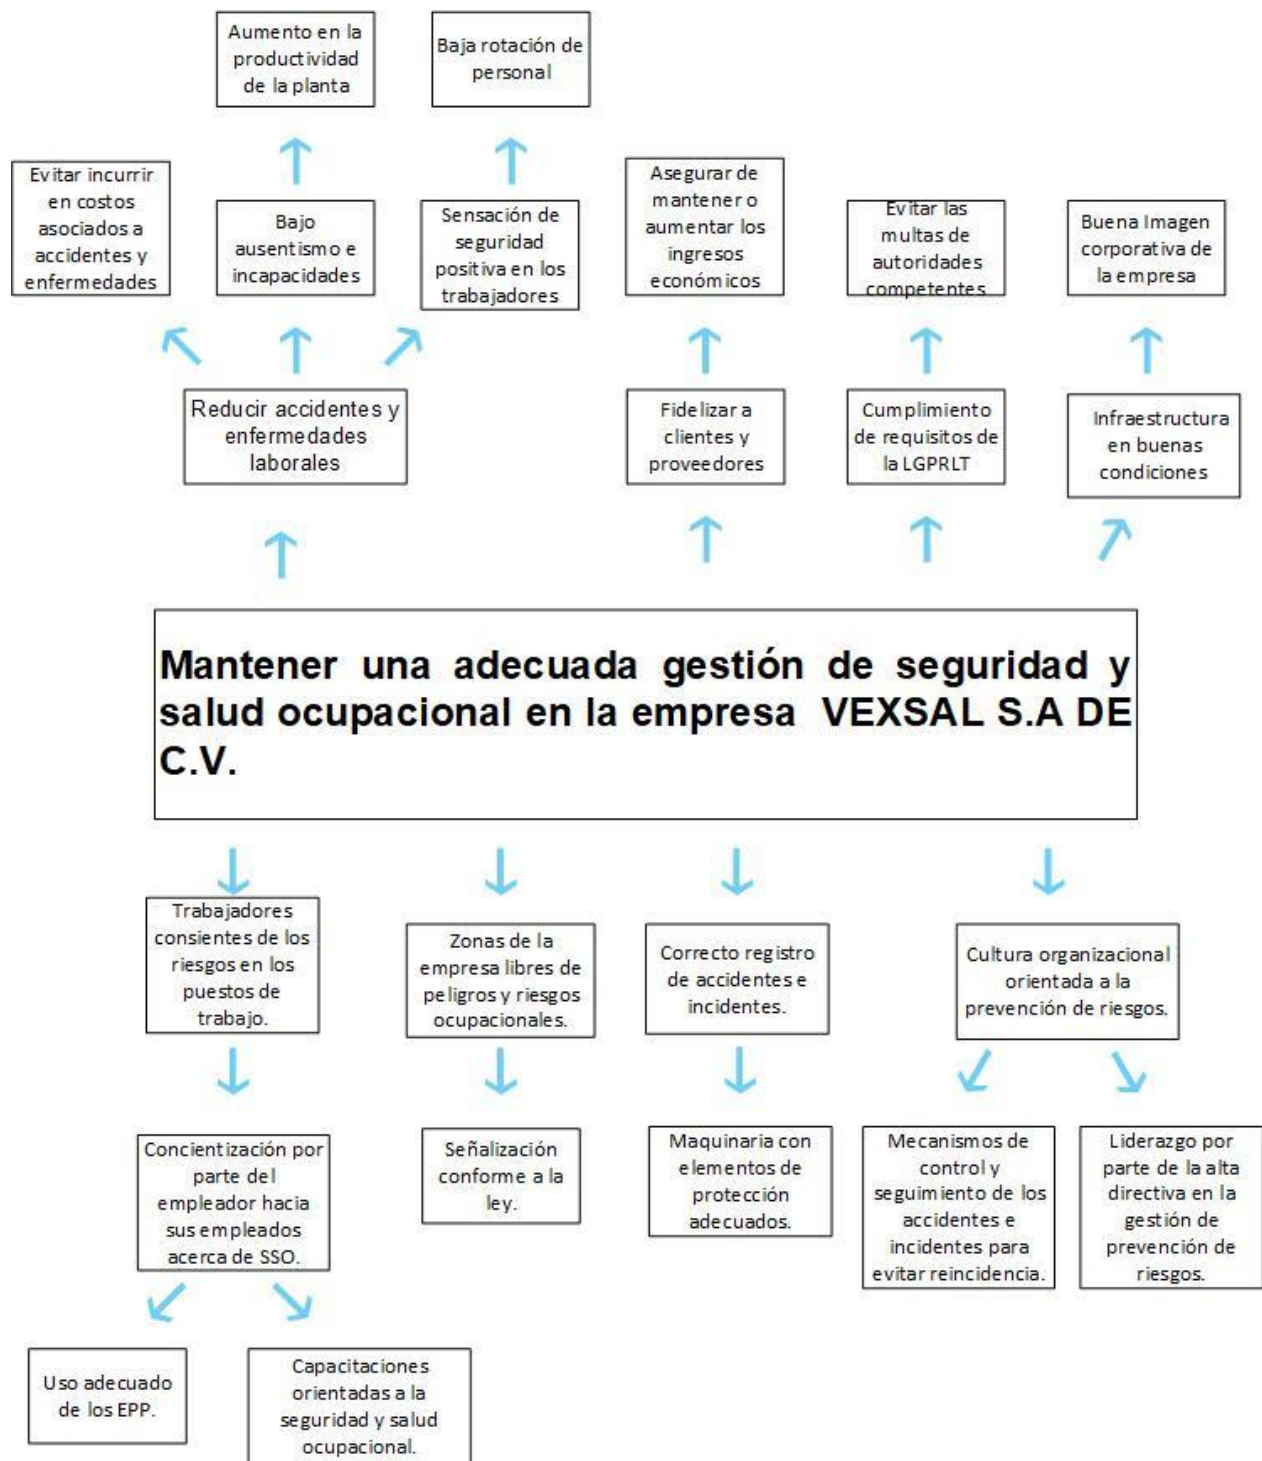 Aumento en la
productividad
de la planta
Baja rotación de
personal
Evitar incurrir
en costos
asociados a
accidentes y
enfermedades
Bajo
ausentismo e
incapacidades
Sensación de
seguridad
positiva en los
trabajadores
Asegurar de
mantener o
aumentar los
ingresos
económicos
Evitar las
multas de
autoridades
competentes
Buena Imagen
corporativa de
la empresa
Reducir accidentes y
enfermedades
laborales
Fidelizar a
clientes y
proveedores
Cumplimiento
de requisitos de
la LGPRLT
Infraestructura
en buenas
condiciones
Mantener una adecuada gestión de seguridad y
salud ocupacional en la empresa VEXSAL S.A DE
C.V.
Trabajadores
consientes de los
riesgos en los
puestos de
trabajo.
Zonas de la
empresa libres de
peligros y riesgos
ocupacionales.
Correcto registro
de accidentes e
incidentes.
Cultura organizacional
orientada a la
prevención de riesgos.
Concientización por
parte del
empleador hacia
sus empleados
acerca de SSO.
Señalización
conforme a la
ley.
Maquinaria con
elementos de
protección
adecuados.
Mecanismos de
control y
seguimiento de los
accidentes e
incidentes para
evitar reincidencia.
Liderazgo por
parte de la alta
directiva en la
gestión de
prevención de
riesgos.
Uso adecuado
de los EPP.
Capacitaciones
orientadas a la
seguridad y salud
ocupacional.